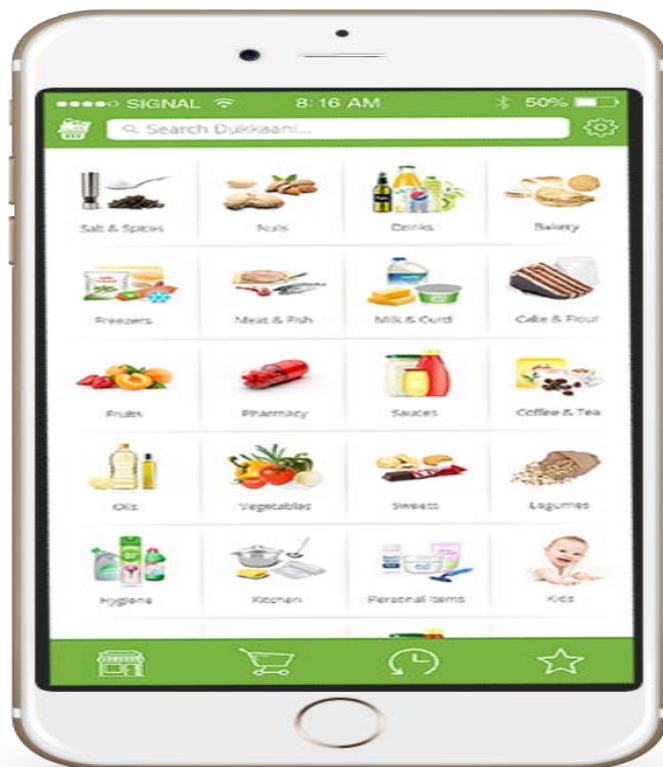 SIGNAL 8:16 AM 50%
Search Dukkaani...
Salt & Spices Nuts Drinks Bakery
Freezers Meat & Fish Milk & Curd Cake & Flour
Fruits Pharmacy Sauces Coffee & Tea
Oils Vegetables Sweets Legumes
Hygiene Kitchen Personal Items Kids